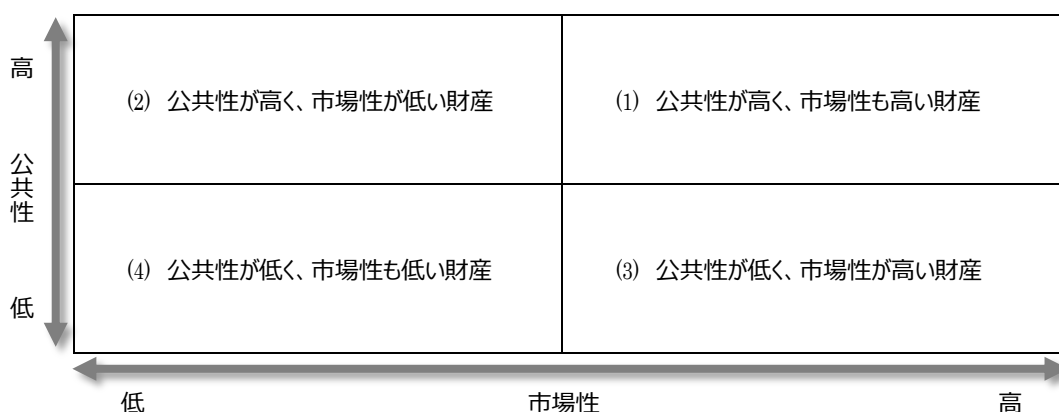 高
公共性
低
(2) 公共性が高く、市場性が低い財産
(1) 公共性が高く、市場性も高い財産
(4) 公共性が低く、市場性も低い財産
(3) 公共性が低く、市場性が高い財産
低
市場性
高